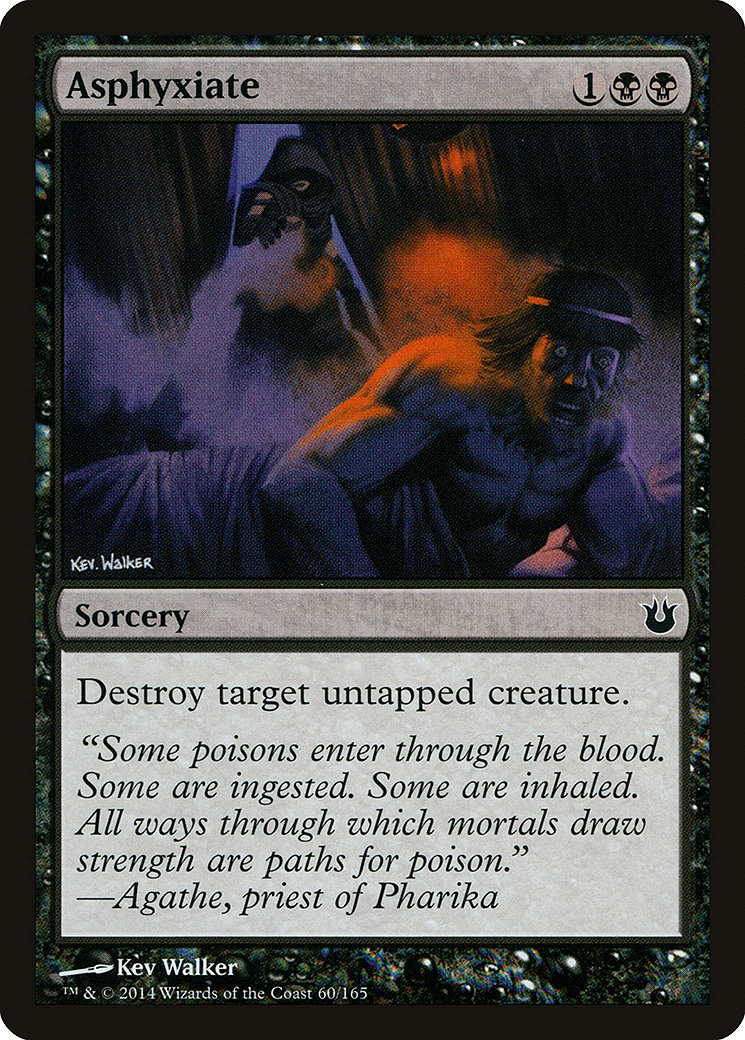 Asphyxiate 1
KEV. WALKER
Sorcery
Destroy target untapped creature.
“Some poisons enter through the blood.
Some are ingested. Some are inhaled.
All ways through which mortals draw
strength are paths for poison.”
—Agathe, priest of Pharika
Kev Walker
™ & © 2014 Wizards of the Coast 60/165